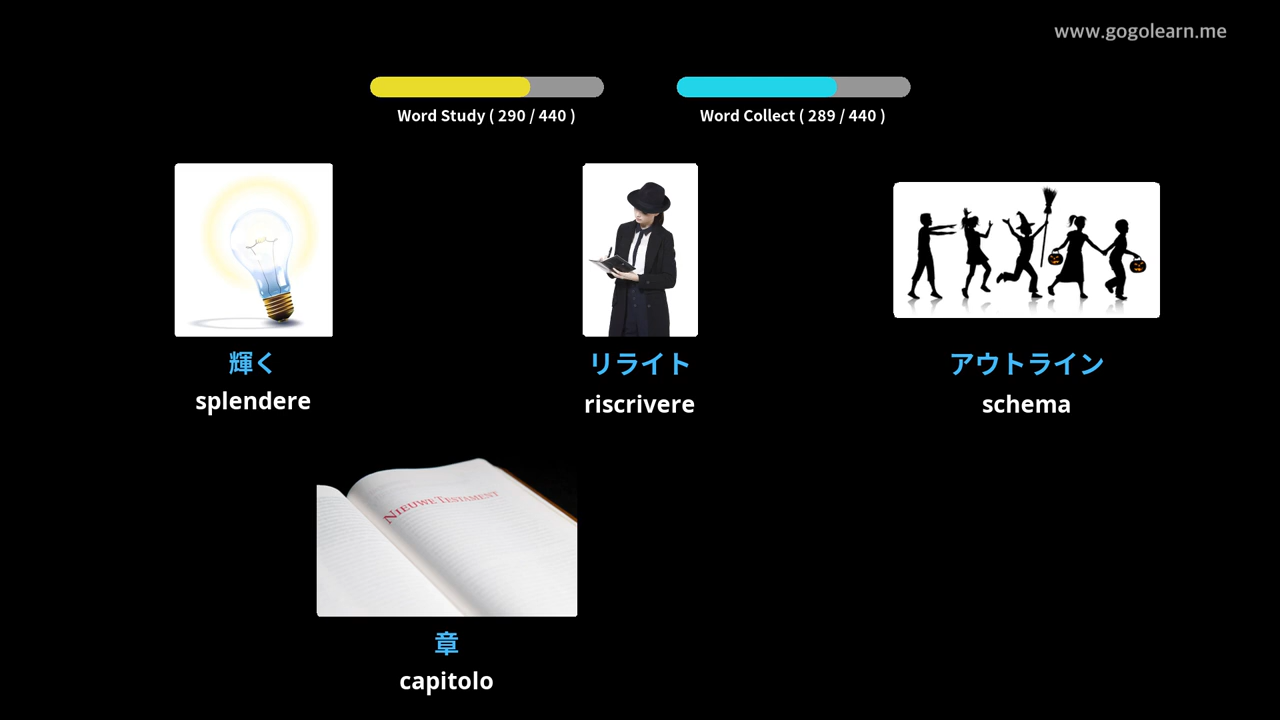 www.gogolearn.me
Word Study ( 290 / 440 )
Word Collect ( 289 / 440 )
輝く
splendere
リライト
riscrivere
アウトライン
schema
NIEUWE TESTAMENT
章
capitolo